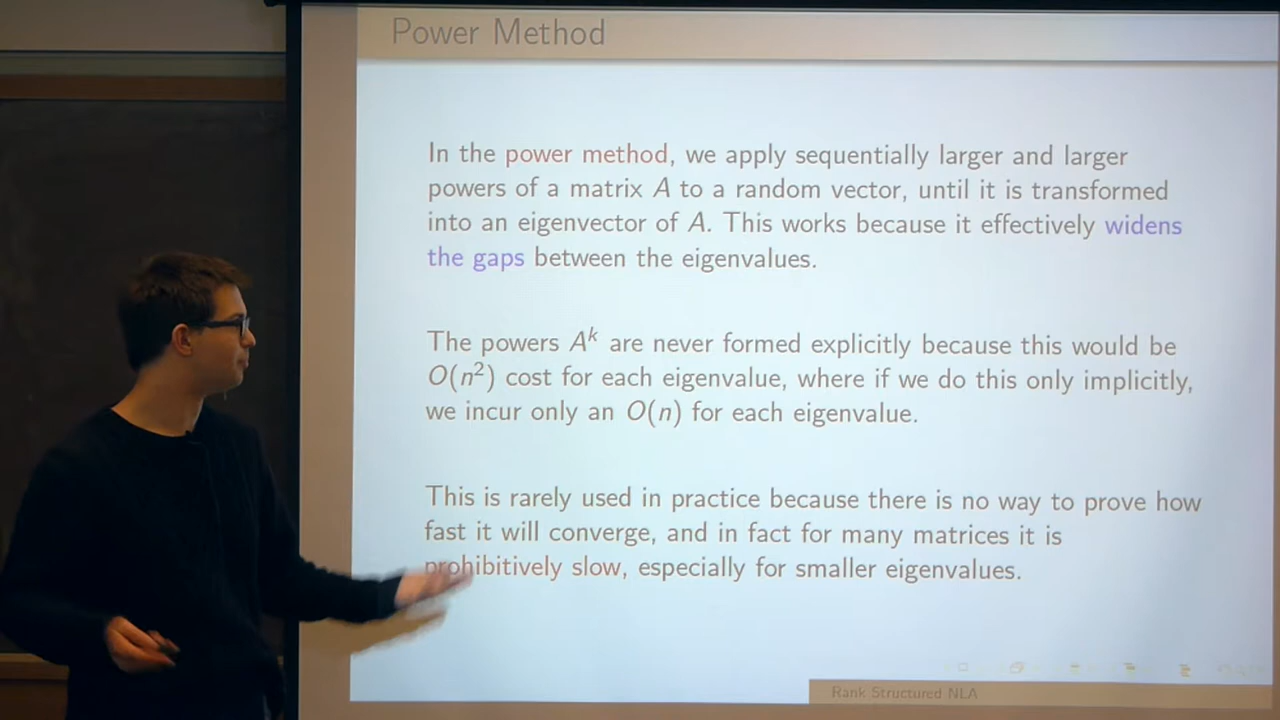 Power Method
In the power method, we apply sequentially larger and larger
powers of a matrix A to a random vector, until it is transformed
into an eigenvector of A. This works because it effectively widens
the gaps between the eigenvalues.
The powers Aᵏ are never formed explicitly because this would be
O(n²) cost for each eigenvalue, where if we do this only implicitly,
we incur only an O(n) for each eigenvalue.
This is rarely used in practice because there is no way to prove how
fast it will converge, and in fact for many matrices it is
prohibitively slow, especially for smaller eigenvalues.
Rank Structured NLA